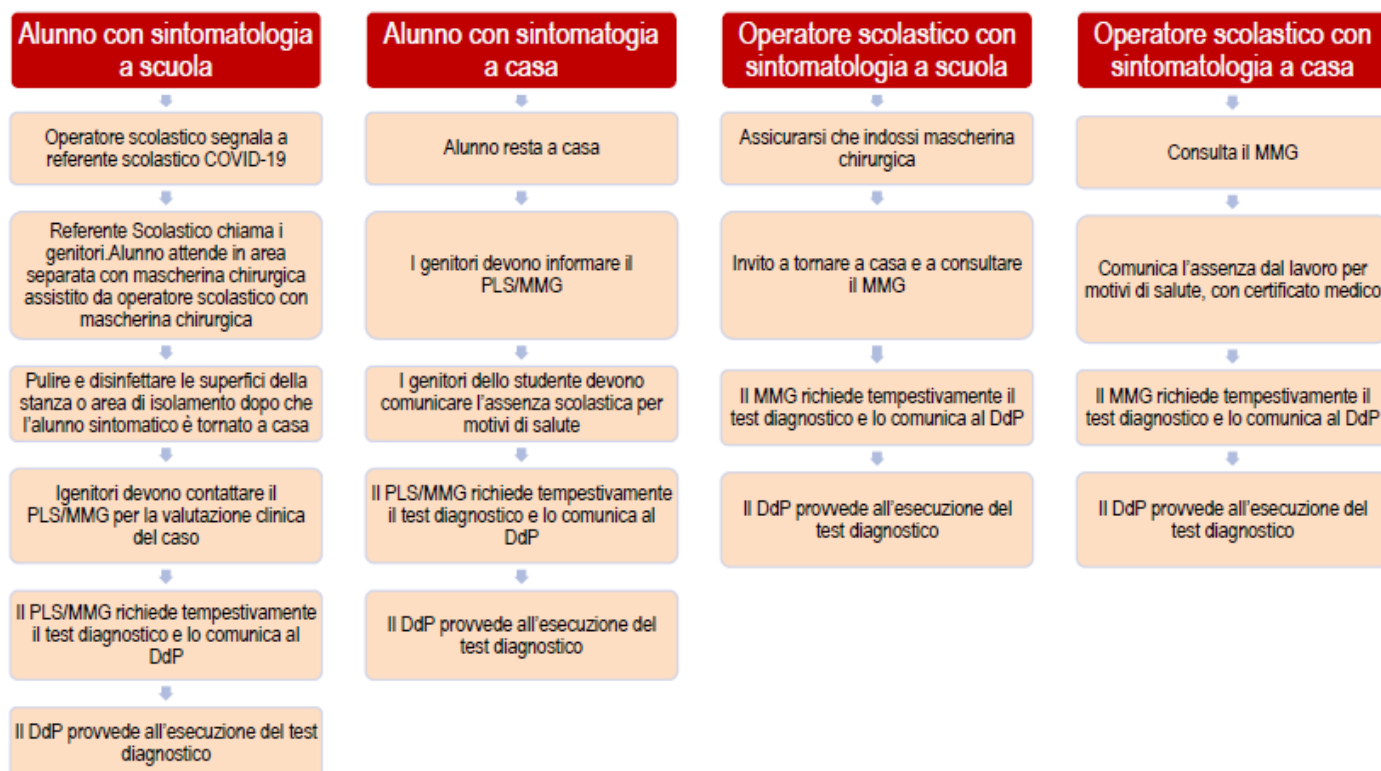 Alunno con sintomatologia
a scuola
Operatore scolastico segnala a
referente scolastico COVID-19
Referente Scolastico chiama i
genitori.Alunno attende in area
separata con mascherina chirurgica
assistito da operatore scolastico con
mascherina chirurgica
Pulire e disinfettare le superfici della
stanza o area di isolamento dopo che
l'alunno sintomatico è tornato a casa
Igenitori devono contattare il
PLS/MMG per la valutazione clinica
del caso
Il PLS/MMG richiede tempestivamente
il test diagnostico e lo comunica al
DdP
Il DdP provvede all'esecuzione del test
diagnostico
Alunno con sintomatogia
a casa
Alunno resta a casa
I genitori devono informare il
PLS/MMG
I genitori dello studente devono
comunicare l'assenza scolastica per
motivi di salute
Il PLS/MMG richiede tempestivamente
il test diagnostico e lo comunica al
DdP
Il DdP provvede all'esecuzione del
test diagnostico
Operatore scolastico con
sintomatologia a scuola
Assicurarsi che indossi mascherina
chirurgica
Invito a tornare a casa e a consultare
il MMG
Il MMG richiede tempestivamente il
test diagnostico e lo comunica al DdP
Il DdP provvede all'esecuzione del
test diagnostico
Operatore scolastico con
sintomatologia a casa
Consulta il MMG
Comunica l'assenza dal lavoro per
motivi di salute, con certificato medico
Il MMG richiede tempestivamente il
test diagnostico e lo comunica al DdP
Il DdP provvede all'esecuzione del
test diagnostico